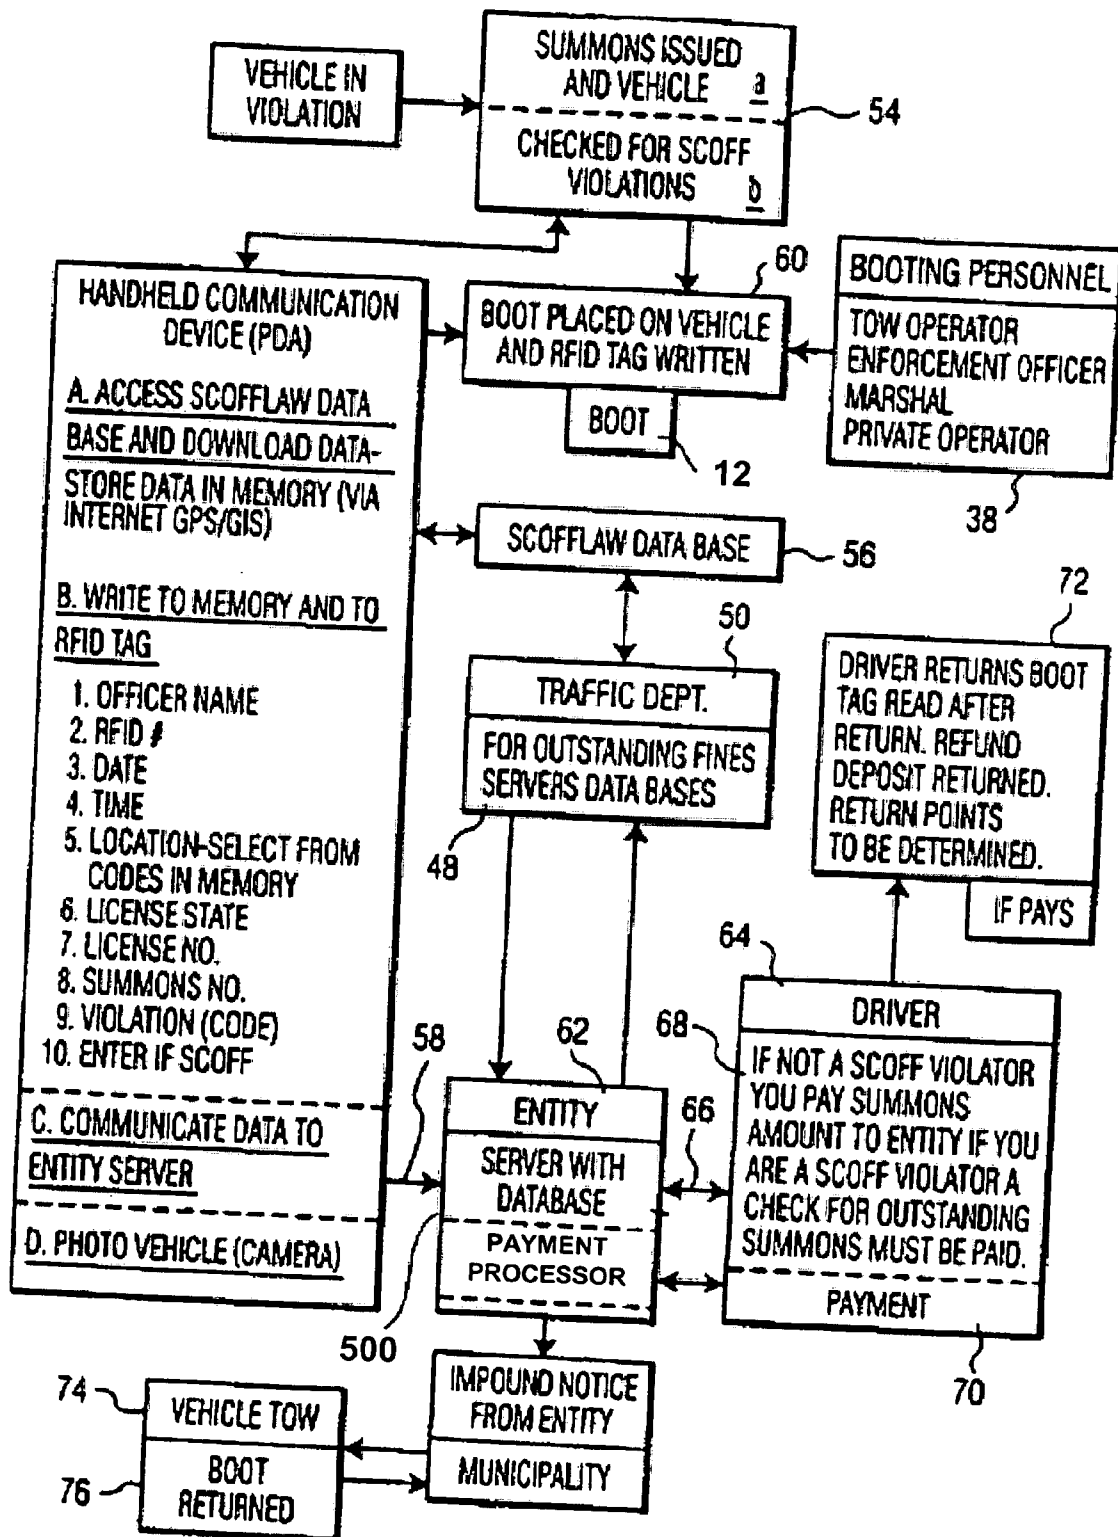 VEHICLE IN
VIOLATION
SUMMONS ISSUED
AND VEHICLE a
CHECKED FOR SCOFF
VIOLATIONS b
54
HANDHELD COMMUNICATION
DEVICE (PDA)
A. ACCESS SCOFFLAW DATA
BASE AND DOWNLOAD DATA-
STORE DATA IN MEMORY (VIA
INTERNET GPS/GIS)
B. WRITE TO MEMORY AND TO
RFID TAG
1. OFFICER NAME
2. RFID #
3. DATE
4. TIME
5. LOCATION-SELECT FROM
CODES IN MEMORY
6. LICENSE STATE
7. LICENSE NO.
8. SUMMONS NO.
9. VIOLATION (CODE)
10. ENTER IF SCOFF
C. COMMUNICATE DATA TO
ENTITY SERVER
D. PHOTO VEHICLE (CAMERA)
60
BOOT PLACED ON VEHICLE
AND RFID TAG WRITTEN
BOOT
12
BOOTING PERSONNEL
TOW OPERATOR
ENFORCEMENT OFFICER
MARSHAL
PRIVATE OPERATOR
38
SCOFFLAW DATA BASE
56
50
TRAFFIC DEPT.
FOR OUTSTANDING FINES
SERVERS DATA BASES
48
72
DRIVER RETURNS BOOT
TAG READ AFTER
RETURN. REFUND
DEPOSIT RETURNED.
RETURN POINTS
TO BE DETERMINED.
IF PAYS
58
62
ENTITY
SERVER WITH
DATABASE
PAYMENT
PROCESSOR
500
66
64
68
DRIVER
IF NOT A SCOFF VIOLATOR
YOU PAY SUMMONS
AMOUNT TO ENTITY IF YOU
ARE A SCOFF VIOLATOR A
CHECK FOR OUTSTANDING
SUMMONS MUST BE PAID.
PAYMENT
70
IMPOUND NOTICE
FROM ENTITY
MUNICIPALITY
74
VEHICLE TOW
76
BOOT
RETURNED